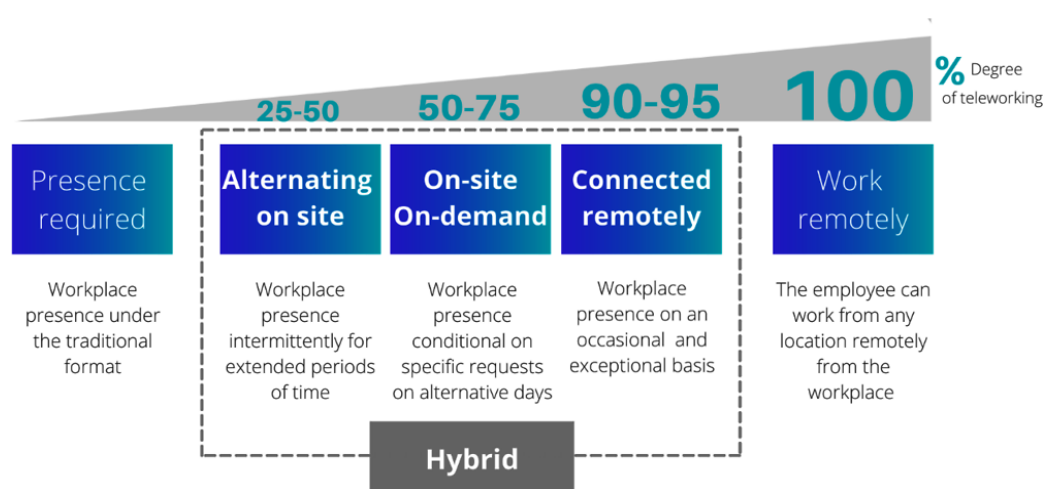 % Degree
of teleworking
25-50
50-75
90-95
100
Presence
required
Alternating
on site
On-site
On-demand
Connected
remotely
Work
remotely
Workplace
presence under
the traditional
format
Workplace
presence
intermittently for
extended periods
of time
Workplace
presence
conditional on
specific requests
on alternative days
Workplace
presence on an
occasional and
exceptional basis
The employee can
work from any
location remotely
from the
workplace
Hybrid